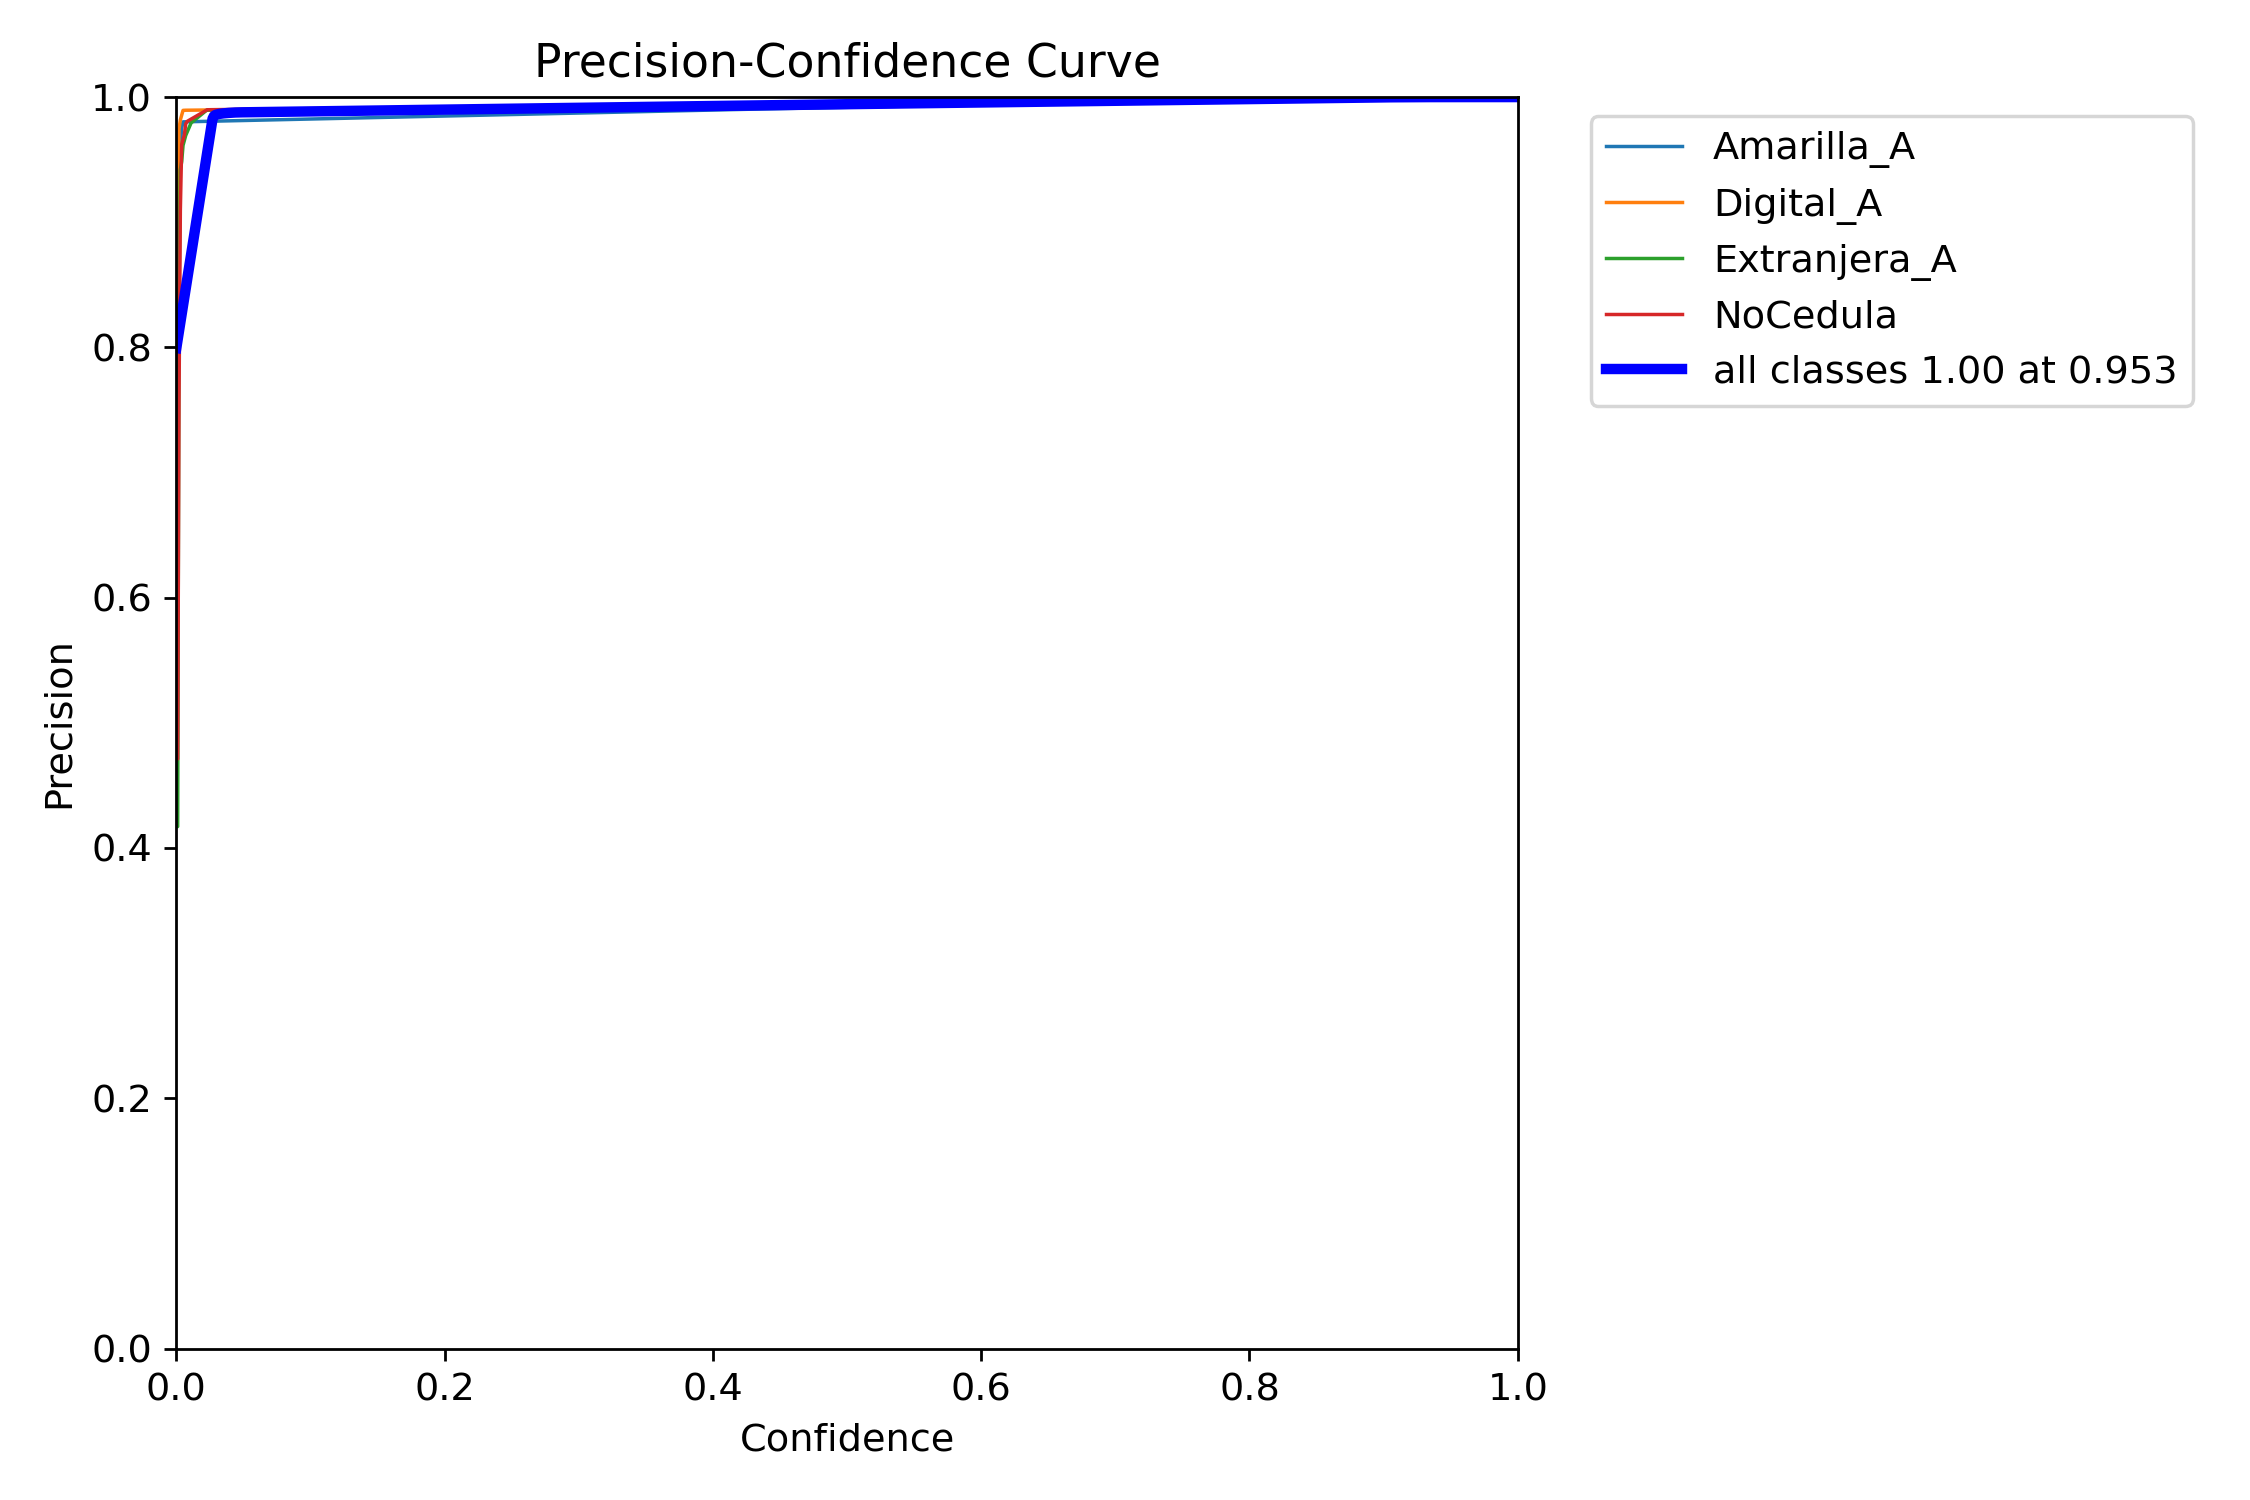 Precision-Confidence Curve
1.0
0.8
0.6
0.4
0.2
0.0
Precision
0.0 0.2 0.4 0.6 0.8 1.0
Confidence
Amarilla_A
Digital_A
Extranjera_A
NoCedula
all classes 1.00 at 0.953